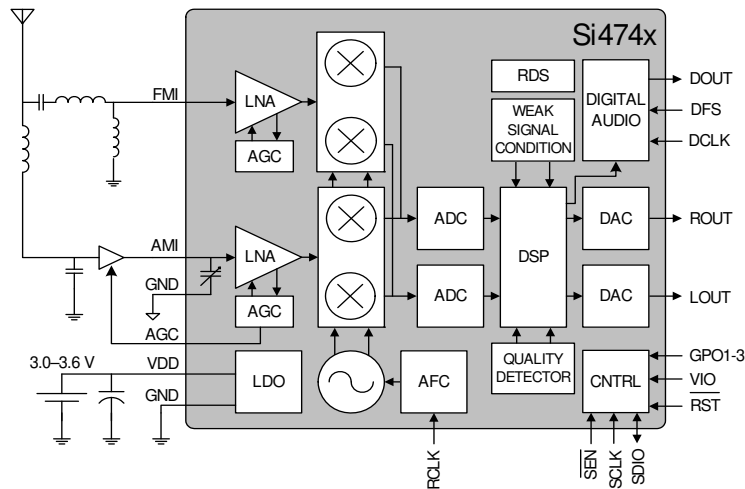 Si474x
FMI
LNA
AGC
RDS
WEAK
SIGNAL
CONDITION
DIGITAL
AUDIO
DOUT
DFS
DCLK
AMI
LNA
GND
AGC
AGC
ADC
ADC
DSP
DAC
ROUT
DAC
LOUT
3.0–3.6 V
VDD
GND
LDO
AFC
QUALITY
DETECTOR
CNTRL
GPO1-3
VIO
RST
RCLK
SEN
SCLK
SDIO